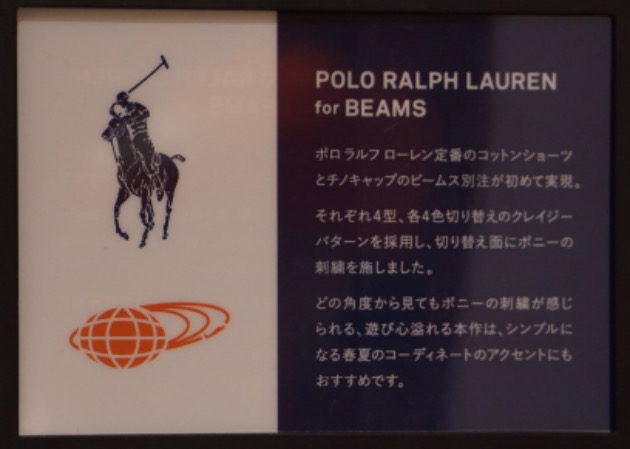 POLO RALPH LAUREN
for BEAMS
ポロ ラルフ ローレン定番のコットンショーツ
とチノキャップのビームス別注が初めて実現。
それぞれ4型、各4色切り替えのクレイジー
パターンを採用し、切り替え面にポニーの
刺繍を施しました。
どの角度から見てもポニーの刺繍が感じ
られる、遊び心溢れる本作は、シンプルに
なる春夏のコーディネートのアクセントにも
おすすめです。